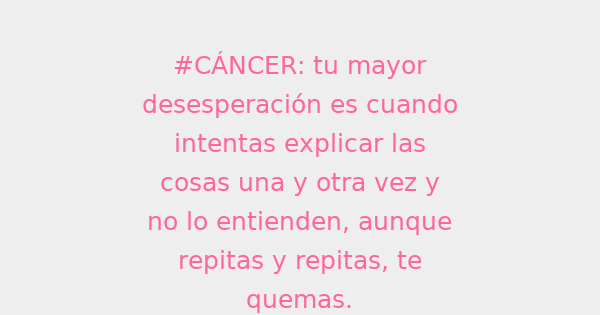 #CÁNCER: tu mayor
desesperación es cuando
intentas explicar las
cosas una y otra vez y
no lo entienden, aunque
repitas y repitas, te
quemas.